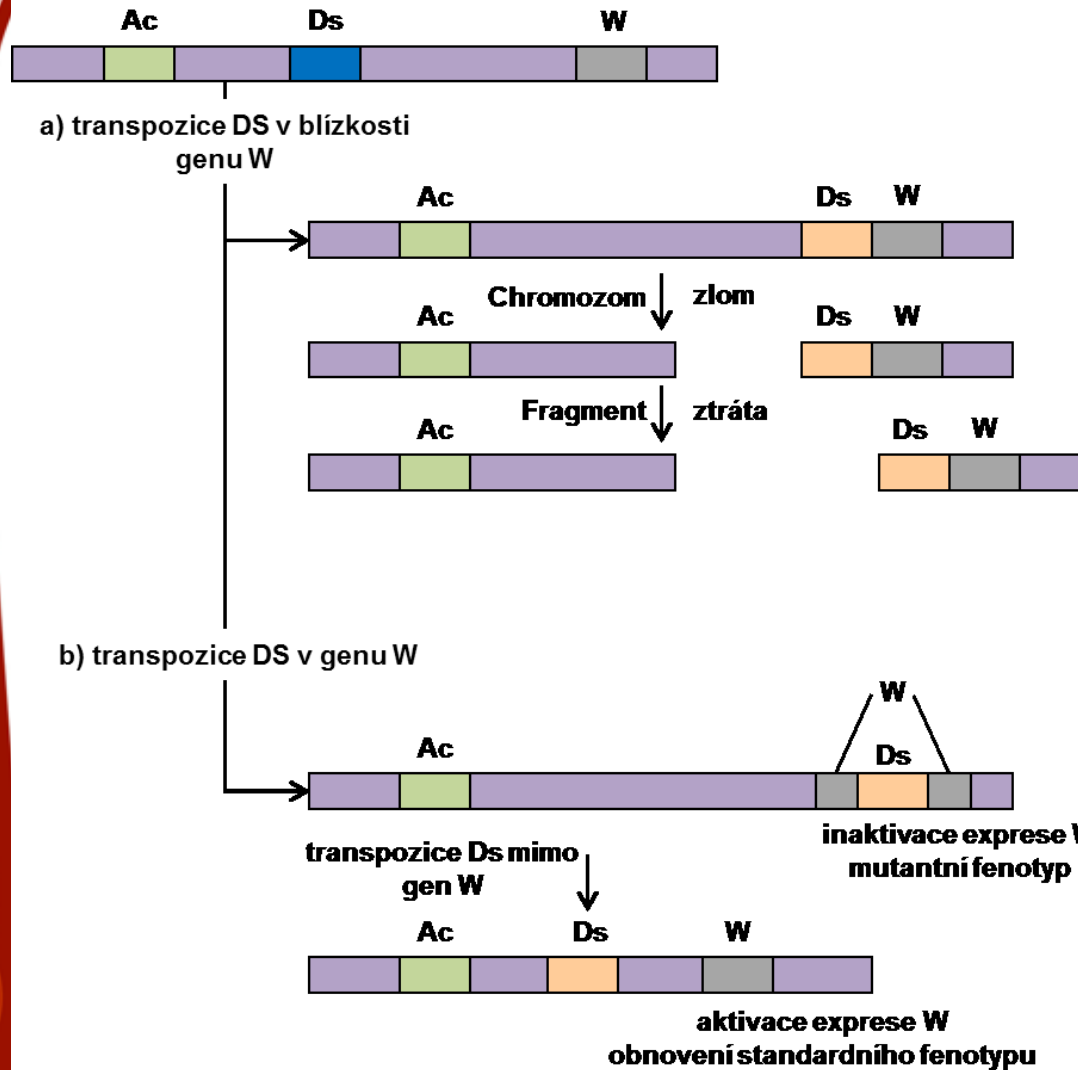 Ac Ds W
a) transpozice DS v blízkosti
genu W
Ac Ds W
Chromozom zlom
Ac Ds W
Fragment ztráta
Ac Ds W
b) transpozice DS v genu W
W
Ac Ds
inaktivace exprese
mutantní fenotyp
transpozice Ds mimo
gen W
Ac Ds W
aktivace exprese W
obnovení standardního fenotypu